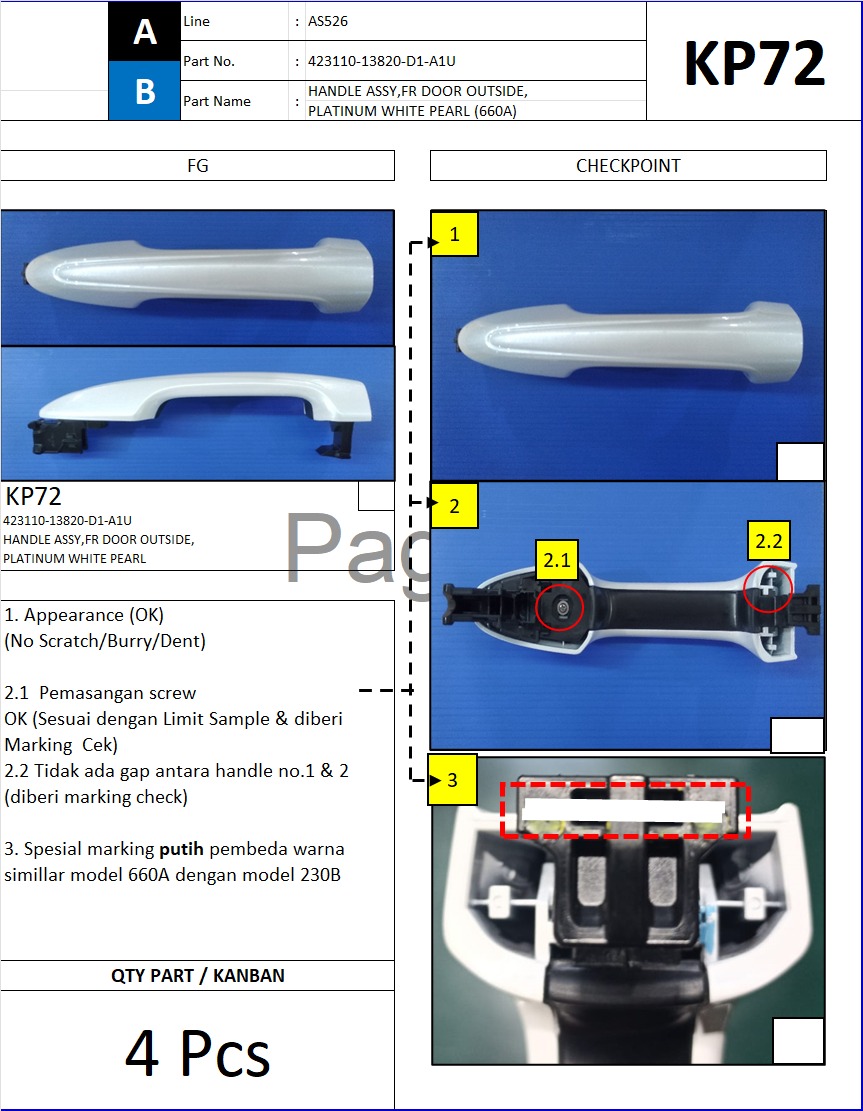 A
B
Line : AS526
Part No. : 423110-13820-D1-A1U
Part Name : HANDLE ASSY,FR DOOR OUTSIDE,
PLATINUM WHITE PEARL (660A)
KP72
FG
CHECKPOINT
KP72
423110-13820-D1-A1U
HANDLE ASSY,FR DOOR OUTSIDE,
PLATINUM WHITE PEARL
Pag
1. Appearance (OK)
(No Scratch/Burry/Dent)
2.1 Pemasangan screw
OK (Sesuai dengan Limit Sample & diberi
Marking Cek)
2.2 Tidak ada gap antara handle no.1 & 2
(diberi marking check)
3. Spesial marking putih pembeda warna
simillar model 660A dengan model 230B
QTY PART / KANBAN
4 Pcs
1
2
2.1
2.2
3